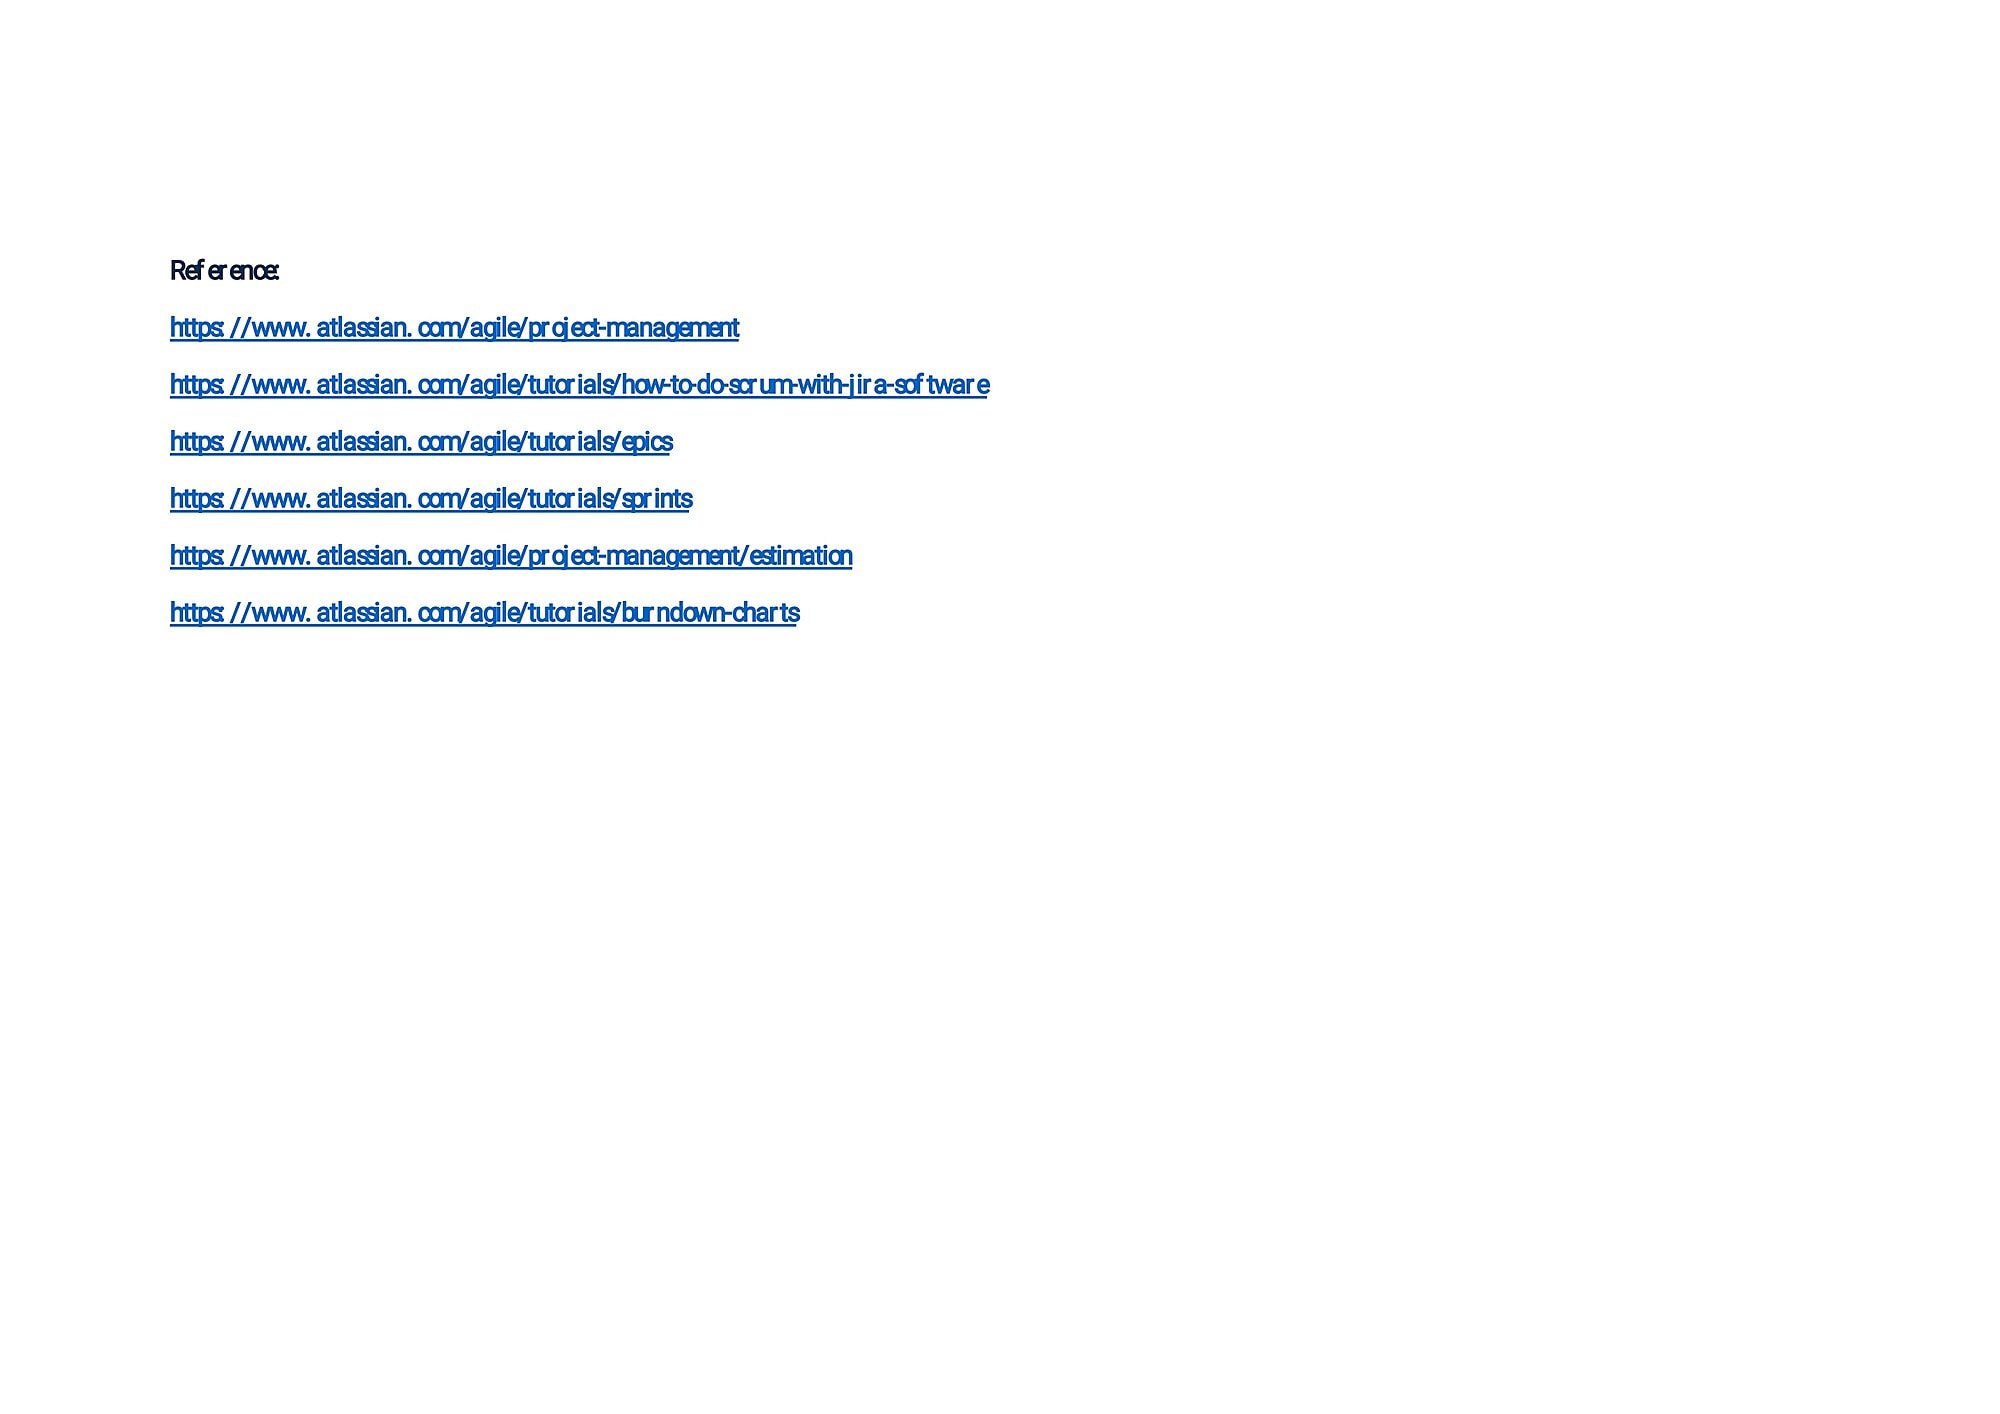 Reference:
https://www.atlassian.com/agile/project-management
https://www.atlassian.com/agile/tutorials/how-to-do-scrum-with-jira-software
https://www.atlassian.com/agile/tutorials/epics
https://www.atlassian.com/agile/tutorials/sprints
https://www.atlassian.com/agile/project-management/estimation
https://www.atlassian.com/agile/tutorials/burndown-charts